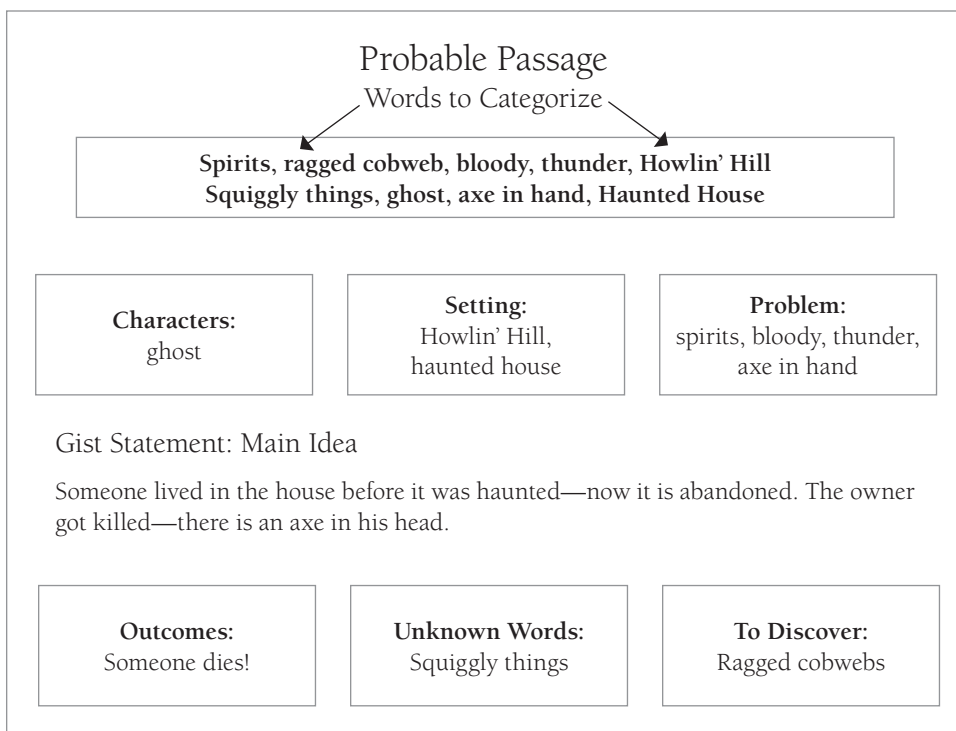 Probable Passage
Words to Categorize
Spirits, ragged cobweb, bloody, thunder, Howlin’ Hill
Squiggly things, ghost, axe in hand, Haunted House
Characters:
ghost
Setting:
Howlin’ Hill,
haunted house
Problem:
spirits, bloody, thunder,
axe in hand
Gist Statement: Main Idea
Someone lived in the house before it was haunted—now it is abandoned. The owner
got killed—there is an axe in his head.
Outcomes:
Someone dies!
Unknown Words:
Squiggly things
To Discover:
Ragged cobwebs